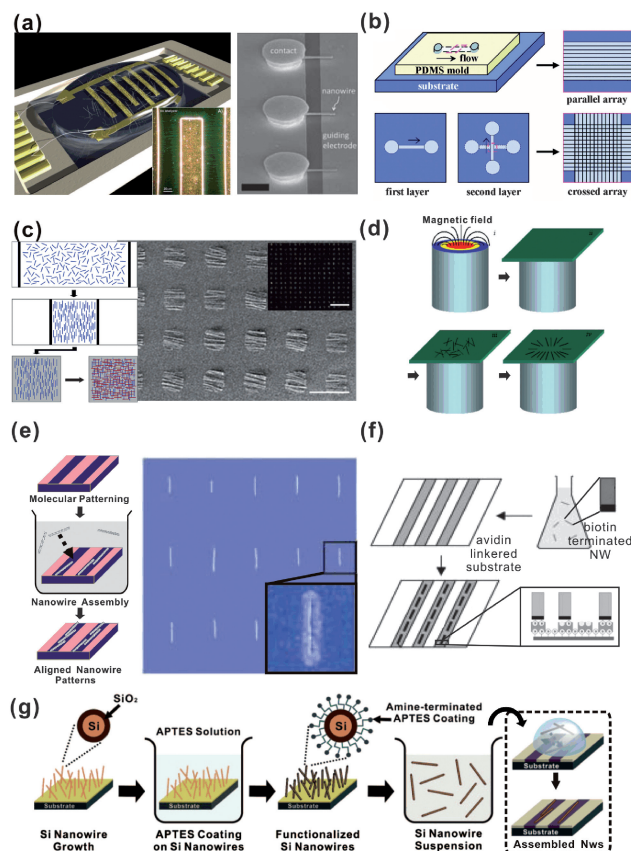 (a)
contact
nanowire
guiding
electrode
(b)
flow
PDMS mold
substrate
parallel array
first layer
second layer
crossed array
(c)
(d)
Magnetic field
i
(e)
Molecular Patterning
Nanowire Assembly
Aligned Nanowire
Patterns
(f)
avidin
linkered
substrate
biotin
terminated
NW
(g)
SiO₂
Si
Substrate
Si Nanowire
Growth
APTES Solution
Substrate
APTES Coating
on Si Nanowires
Si
Amine-terminated
APTES Coating
Substrate
Functionalized
Si Nanowires
Si Nanowire
Suspension
Substrate
Substrate
Assembled Nws